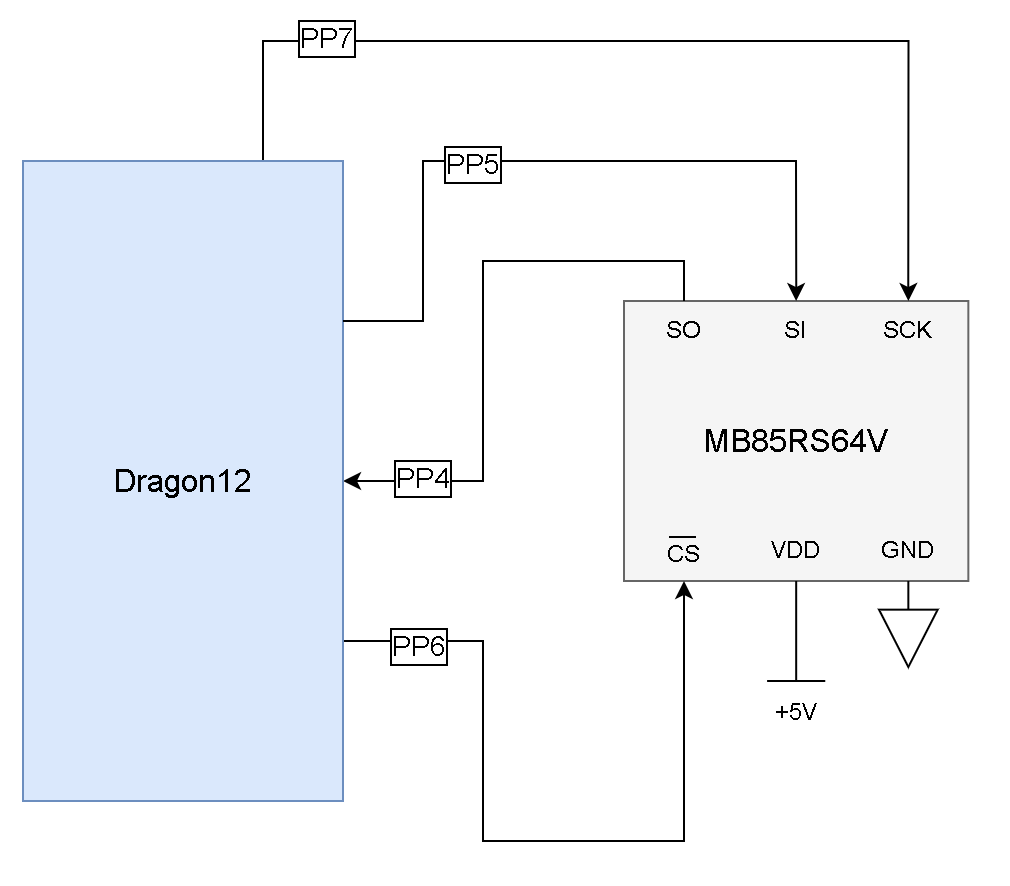 PP7
PP5
SO
SI
SCK
MB85RS64V
Dragon12
PP4
CS
VDD
GND
PP6
+5V